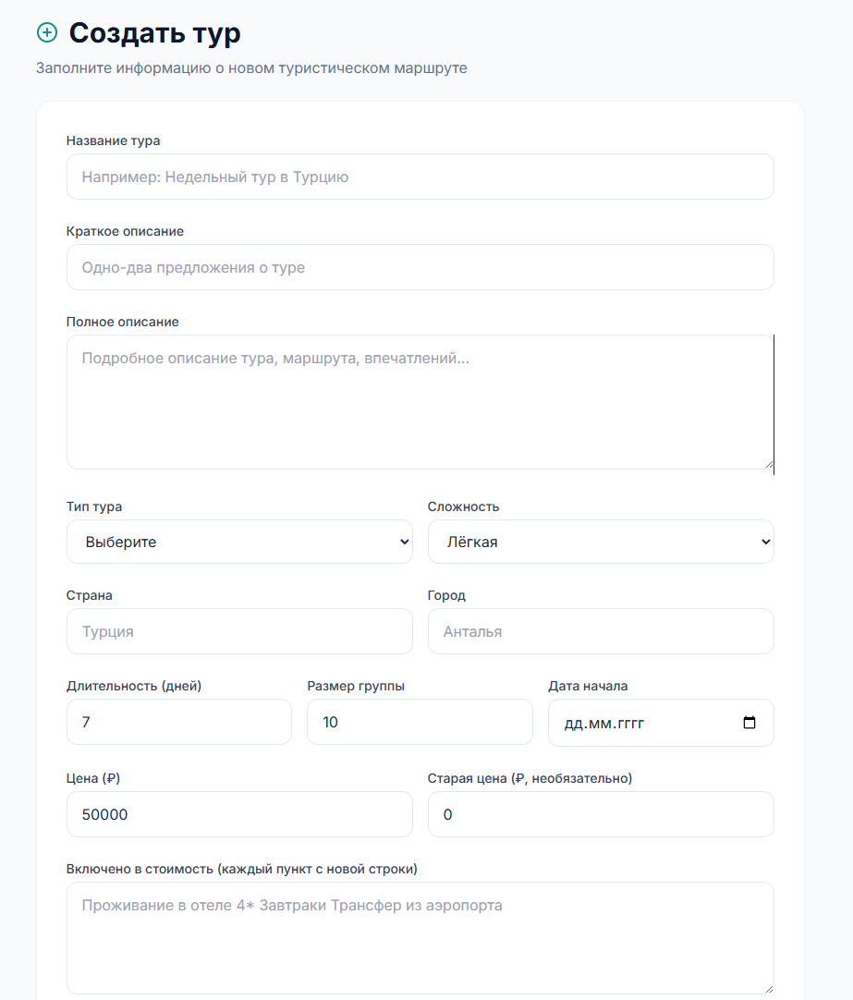 Создать тур
Заполните информацию о новом туристическом маршруте
Название тура
Например: Недельный тур в Турцию
Краткое описание
Одно-два предложения о туре
Полное описание
Подробное описание тура, маршрута, впечатлений...
Тип тура
Сложность
Выберите
Лёгкая
Страна
Город
Турция
Анталья
Длительность (дней)
Размер группы
Дата начала
7
10
дд.мм.гггг
Цена (₽)
Старая цена (₽, необязательно)
50000
0
Включено в стоимость (каждый пункт с новой строки)
Проживание в отеле 4* Завтраки Трансфер из аэропорта